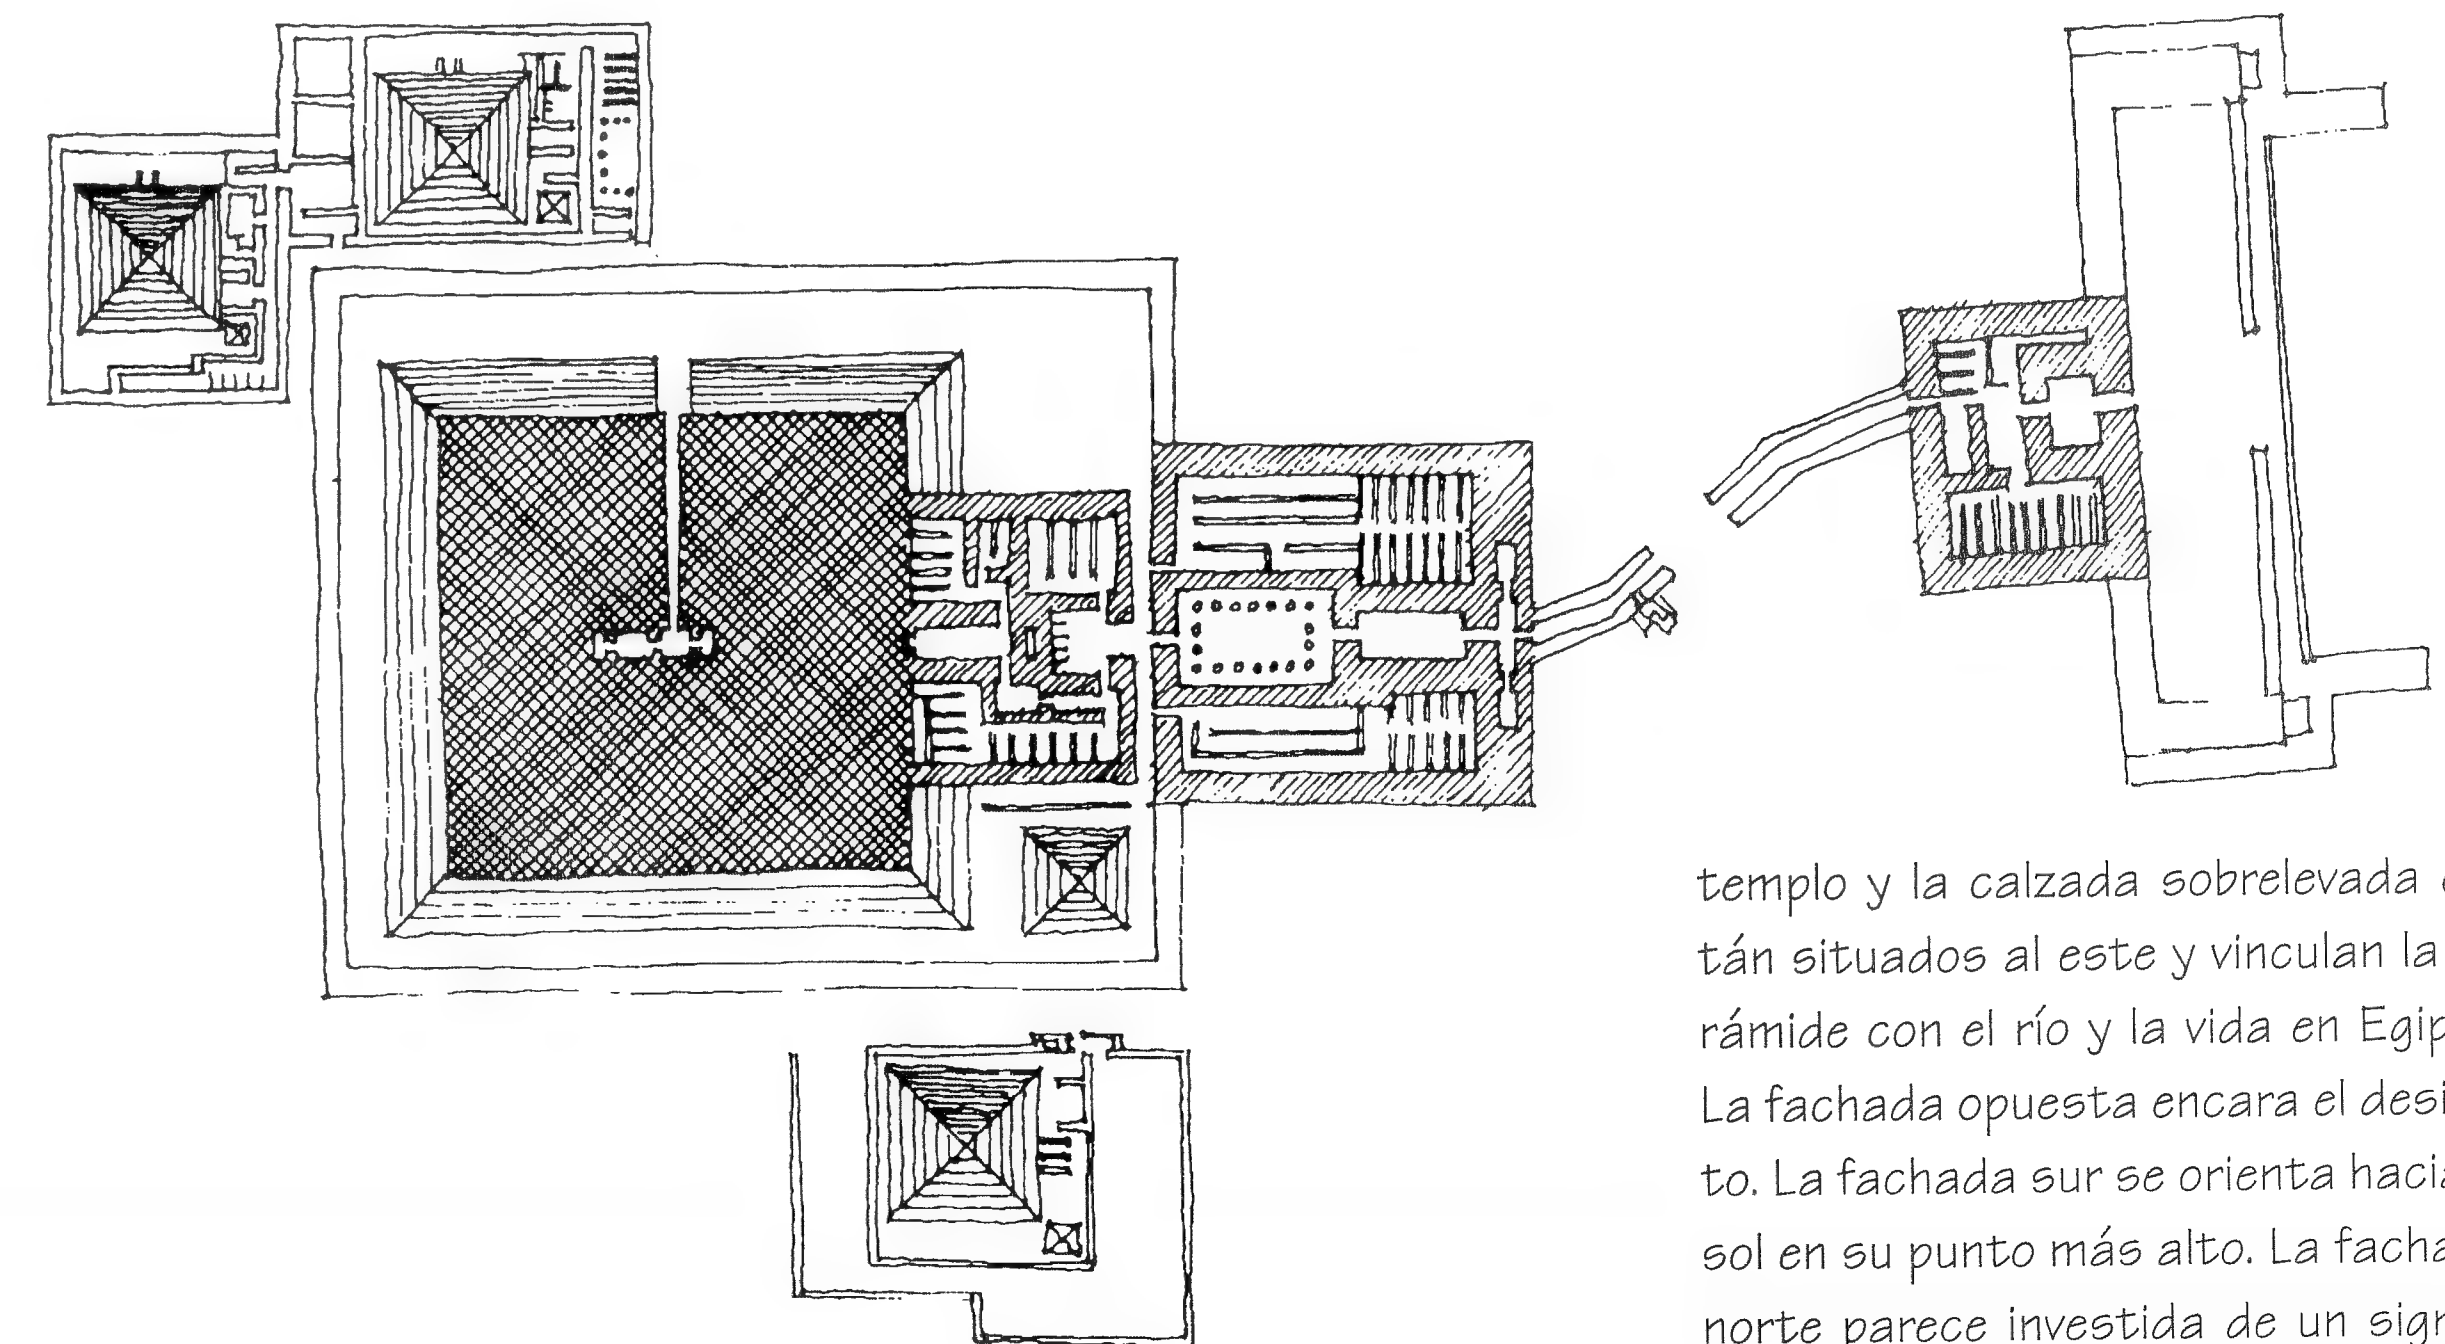 templo y la calzada sobrelevada
tán situados al este y vinculan la
rámide con el río y la vida en
La fachada opuesta encara el
to. La fachada sur se orienta
sol en su punto más alto. La
norte parece investida de un